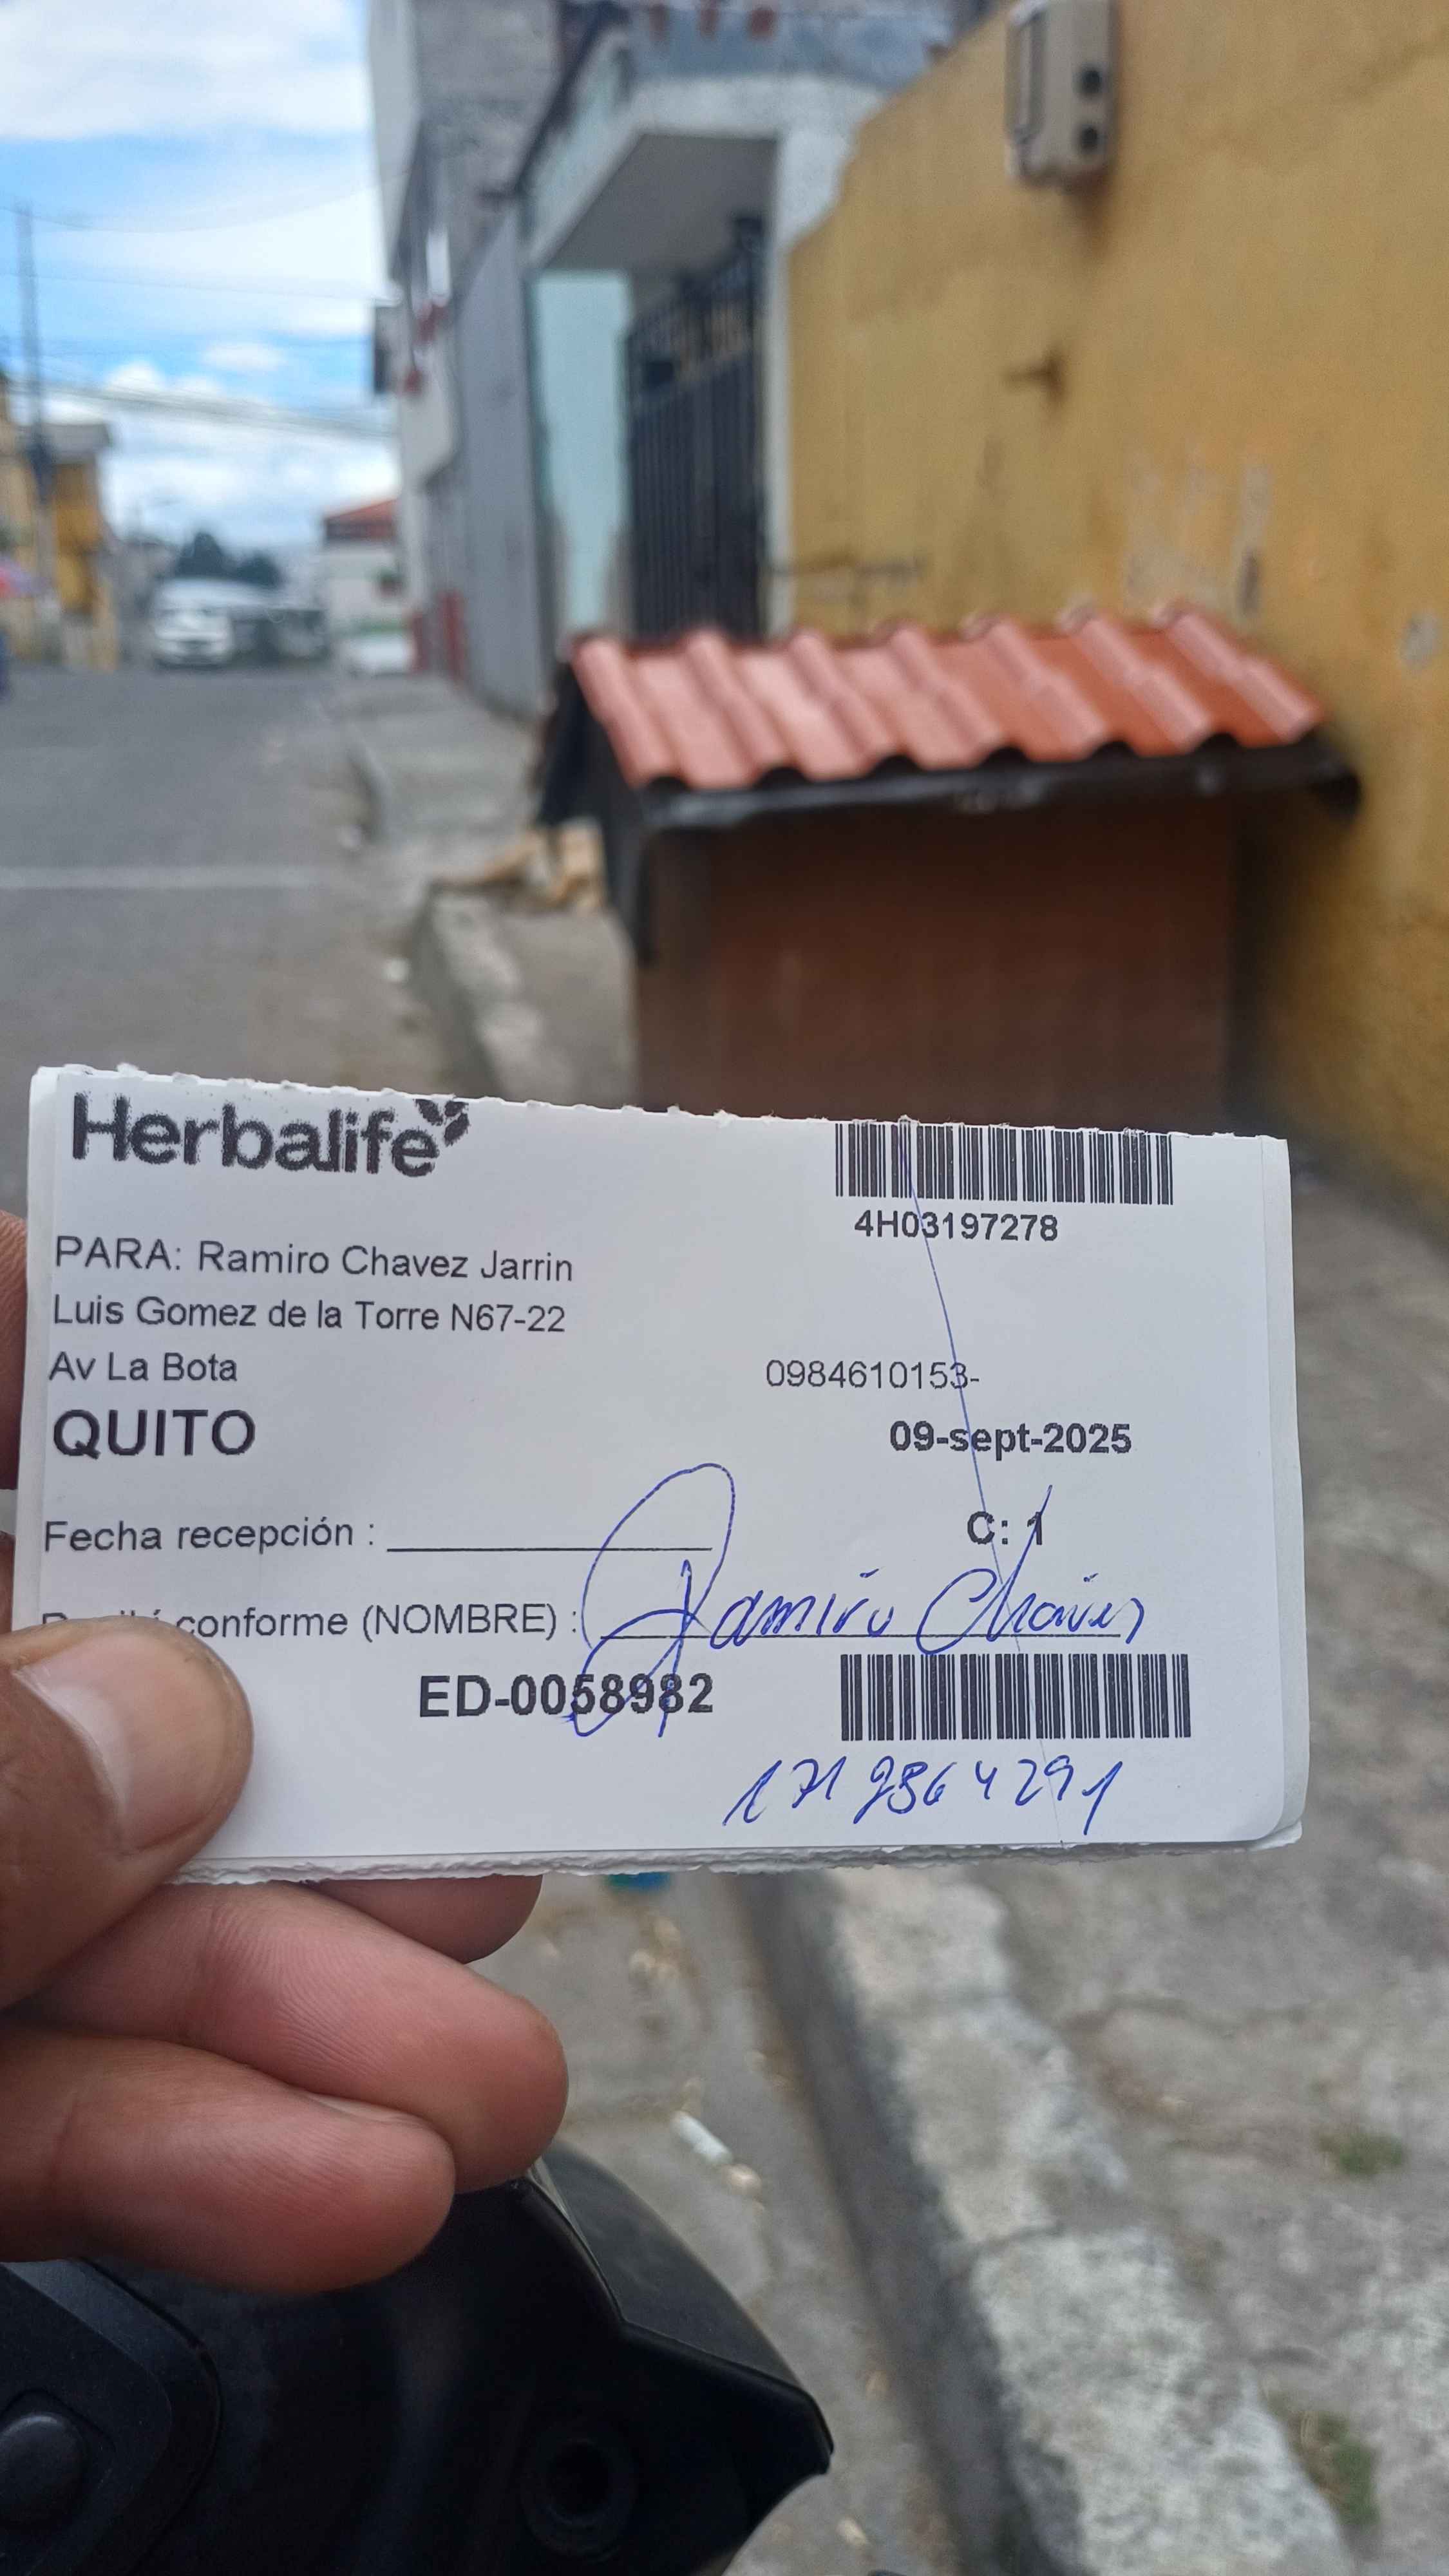 Herbalife
4H03197278
PARA: Ramiro Chavez Jarrin
Luis Gomez de la Torre N67-22
Av La Bota
0984610153-
QUITO
09-sept-2025
Fecha recepción :
C: 1
conforme (NOMBRE) : Ramiro Chavez
ED-0058982